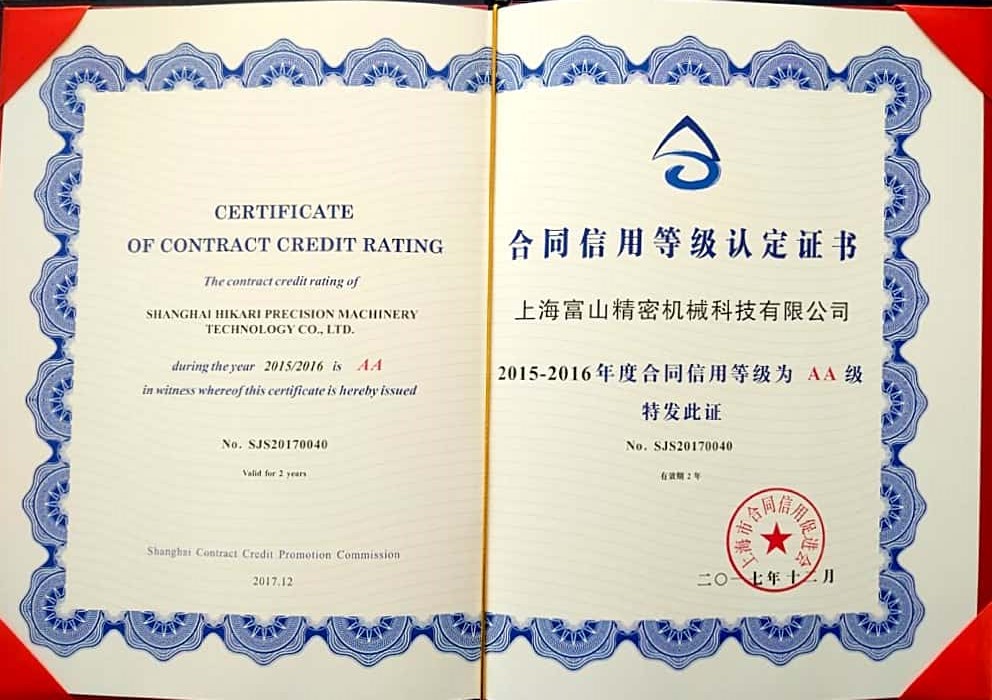 CERTIFICATE
OF CONTRACT CREDIT RATING
The contract credit rating of
SHANGHAI HIKARI PRECISION MACHINERY
TECHNOLOGY CO., LTD.
during the year 2015/2016 is AA
in witness whereof this certificate is hereby issued
No. SJS20170040
Valid for 2 years
Shanghai Contract Credit Promotion Commission
2017.12
合同信用等级认定证书
上海富山精密机械科技有限公司
2015-2016年度合同信用等级为 AA 级
特发此证
No. SJS20170040
有效期 2 年
上海市合同信用促进会
二〇一七年十二月